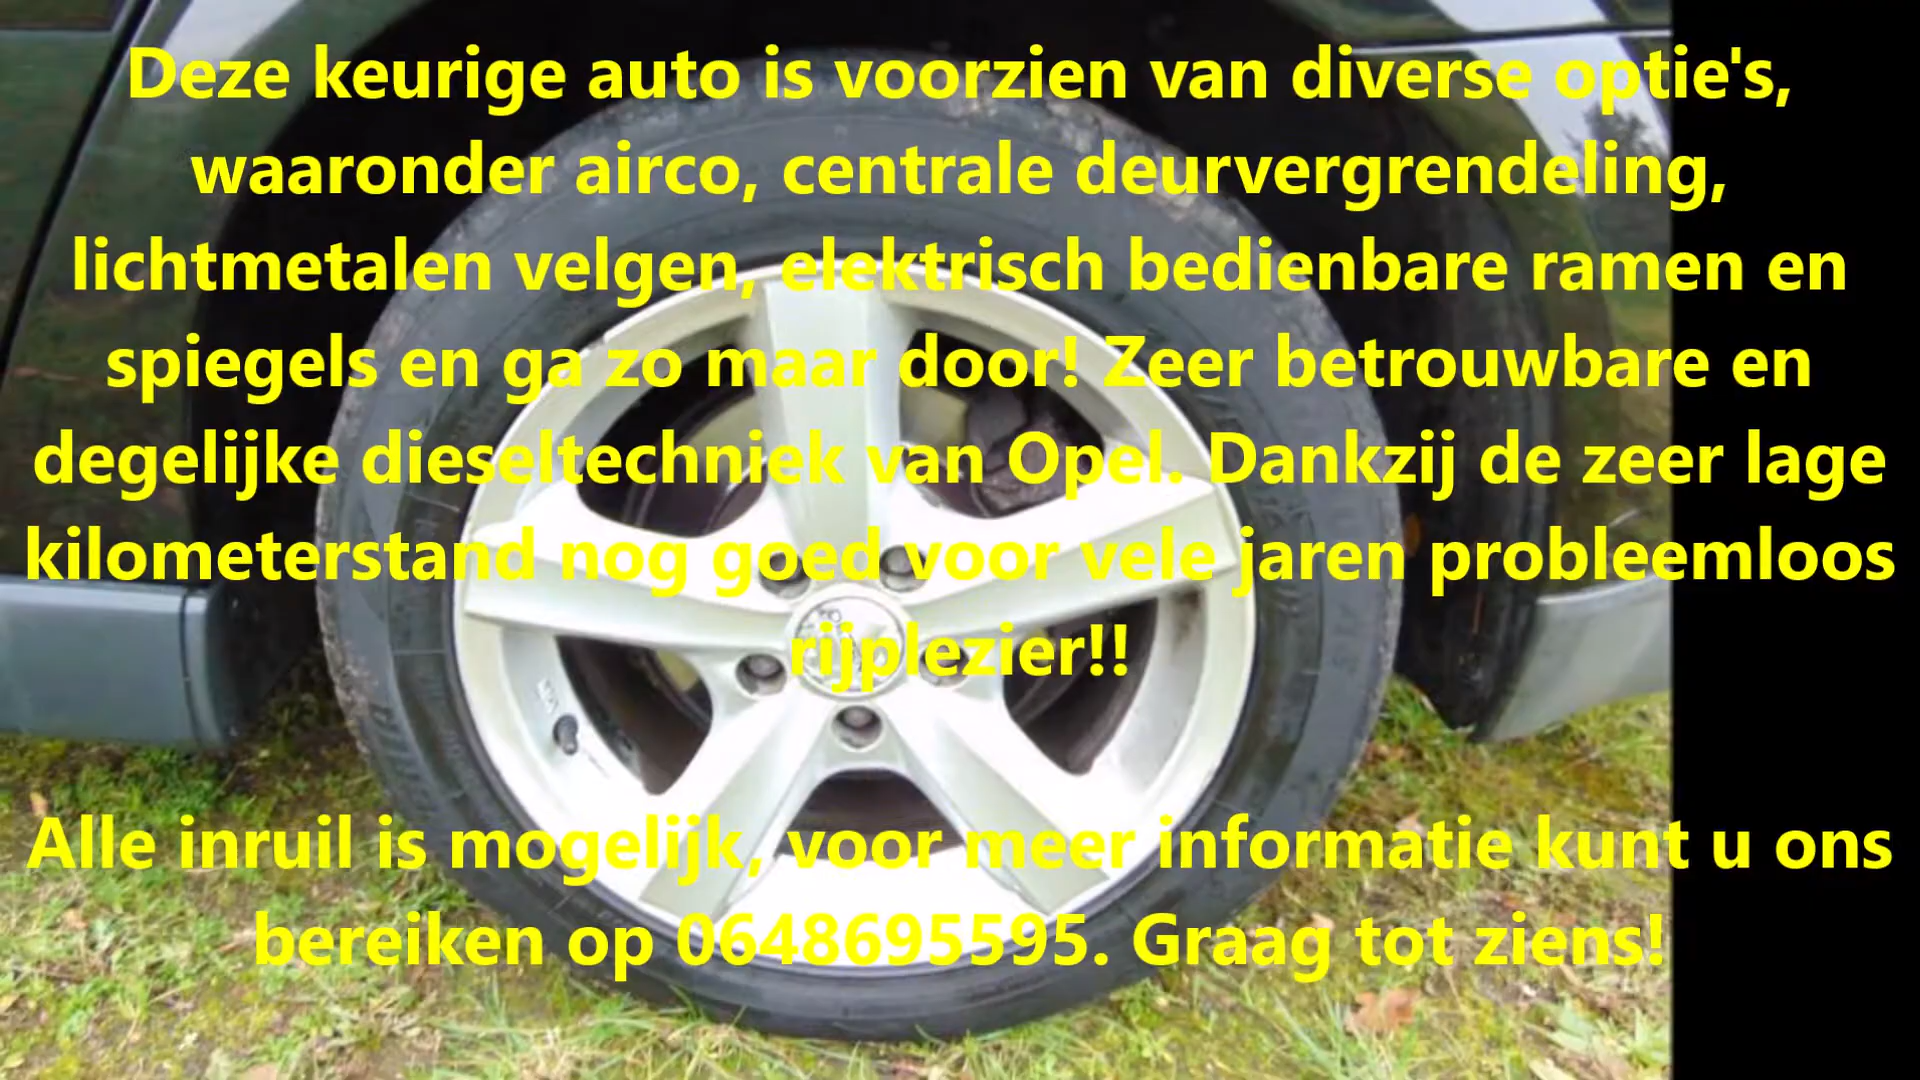 Deze keurige auto is voorzien van diverse optie's,
waaronder airco, centrale deurvergrendeling,
lichtmetalen velgen, elektrisch bedienbare ramen en
spiegels en ga zo maar door! Zeer betrouwbare en
degelijke dieseltechniek van Opel. Dankzij de zeer lage
kilometerstand nog goed voor vele jaren probleemloos
rijplezier!!
Alle inruil is mogelijk, voor meer informatie kunt u ons
bereiken op 0648695595. Graag tot ziens!